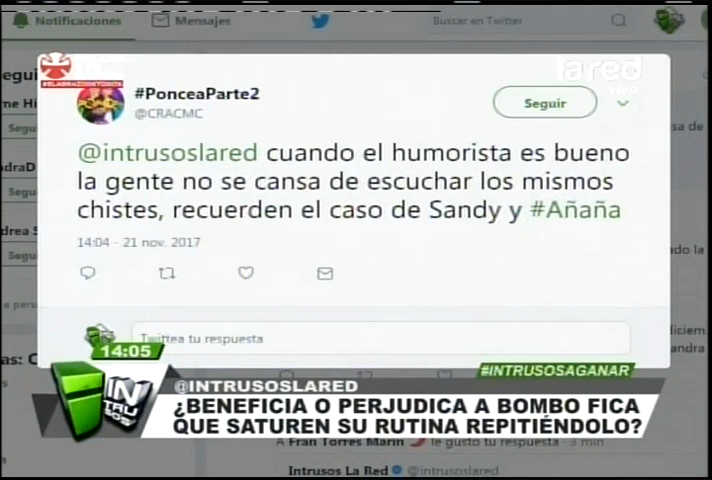 Notificaciones
Mensajes
Buscar en Twitter
la red
vivo
#PonceaParte2
@CRACMC
Seguir
@intrusoslared cuando el humorista es bueno
la gente no se cansa de escuchar los mismos
chistes, recuerden el caso de Sandy y #Añaña
14:04 - 21 nov. 2017
Twittea tu respuesta
14:05
#INTRUSOSAGANAR
INTRUSOS
@INTRUSOSLARED
¿BENEFICIA O PERJUDICA A BOMBO FICA
QUE SATUREN SU RUTINA REPITIÉNDOLO?
A Fran Torres Marin le gustó tu respuesta · 3 min
Intrusos La Red @intrusoslared